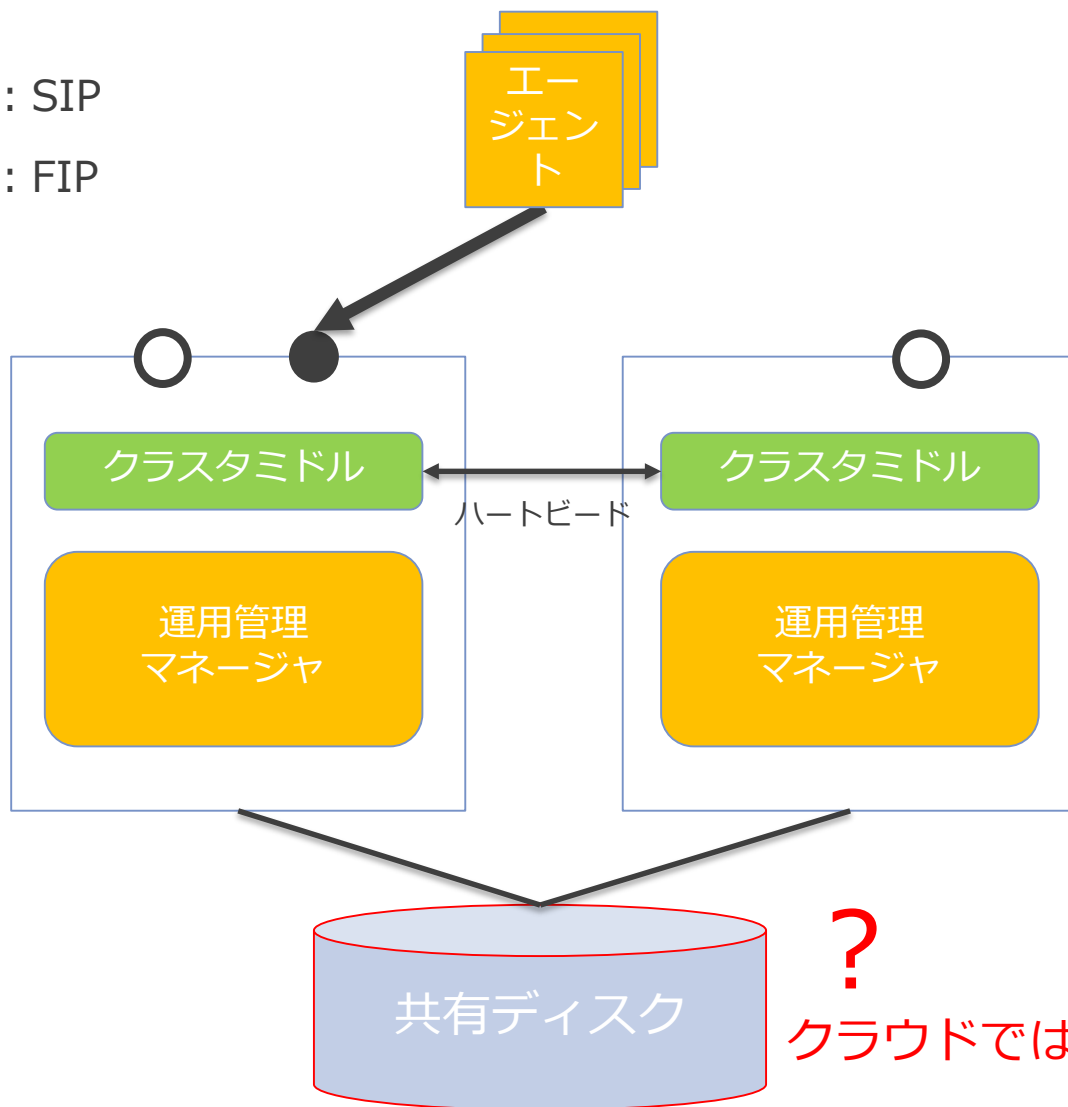 : SIP
: FIP
エー
ジェン
ト
クラスタミドル
クラスタミドル
ハートビード
運用管理
マネージャ
運用管理
マネージャ
共有ディスク
?
クラウドでは